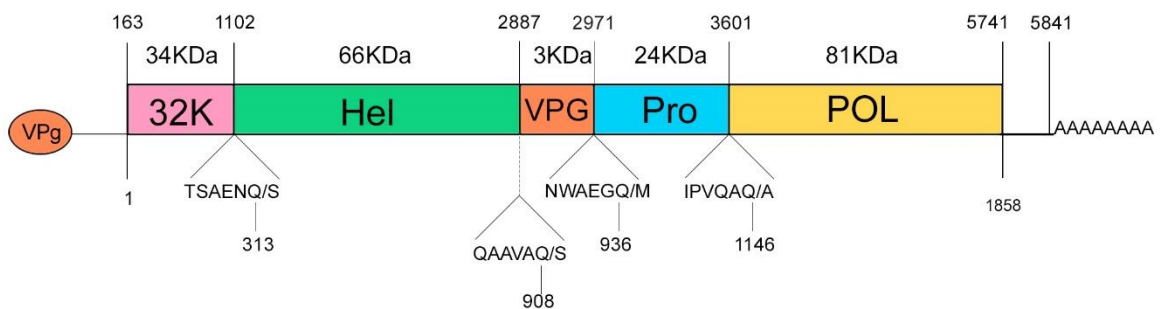 163 1102 2887 2971 3601 5741 5841
34KDa 66KDa 3KDa 24KDa 81KDa
VPg 32K Hel VPG Pro POL AAAAAAAA
1 TSAENQ/S NWAEGQ/M IPVQAQ/A 1858
313 936 1146
QAAVAQ/S
908